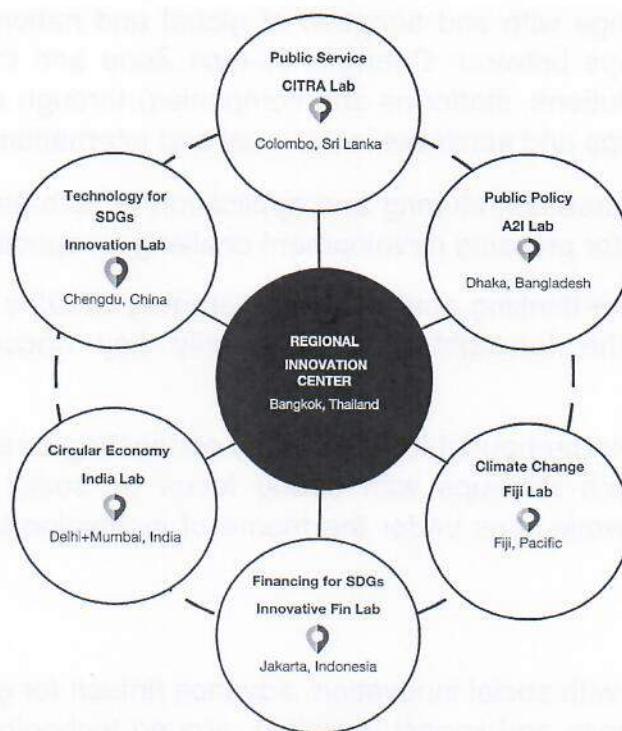 Public Service
CITRA Lab
Colombo, Sri Lanka
Technology for
SDGs
Innovation Lab
Chengdu, China
Public Policy
A2I Lab
Dhaka, Bangladesh
REGIONAL
INNOVATION
CENTER
Bangkok, Thailand
Circular Economy
India Lab
Delhi+Mumbai, India
Climate Change
Fiji Lab
Fiji, Pacific
Financing for SDGs
Innovative Fin Lab
Jakarta, Indonesia